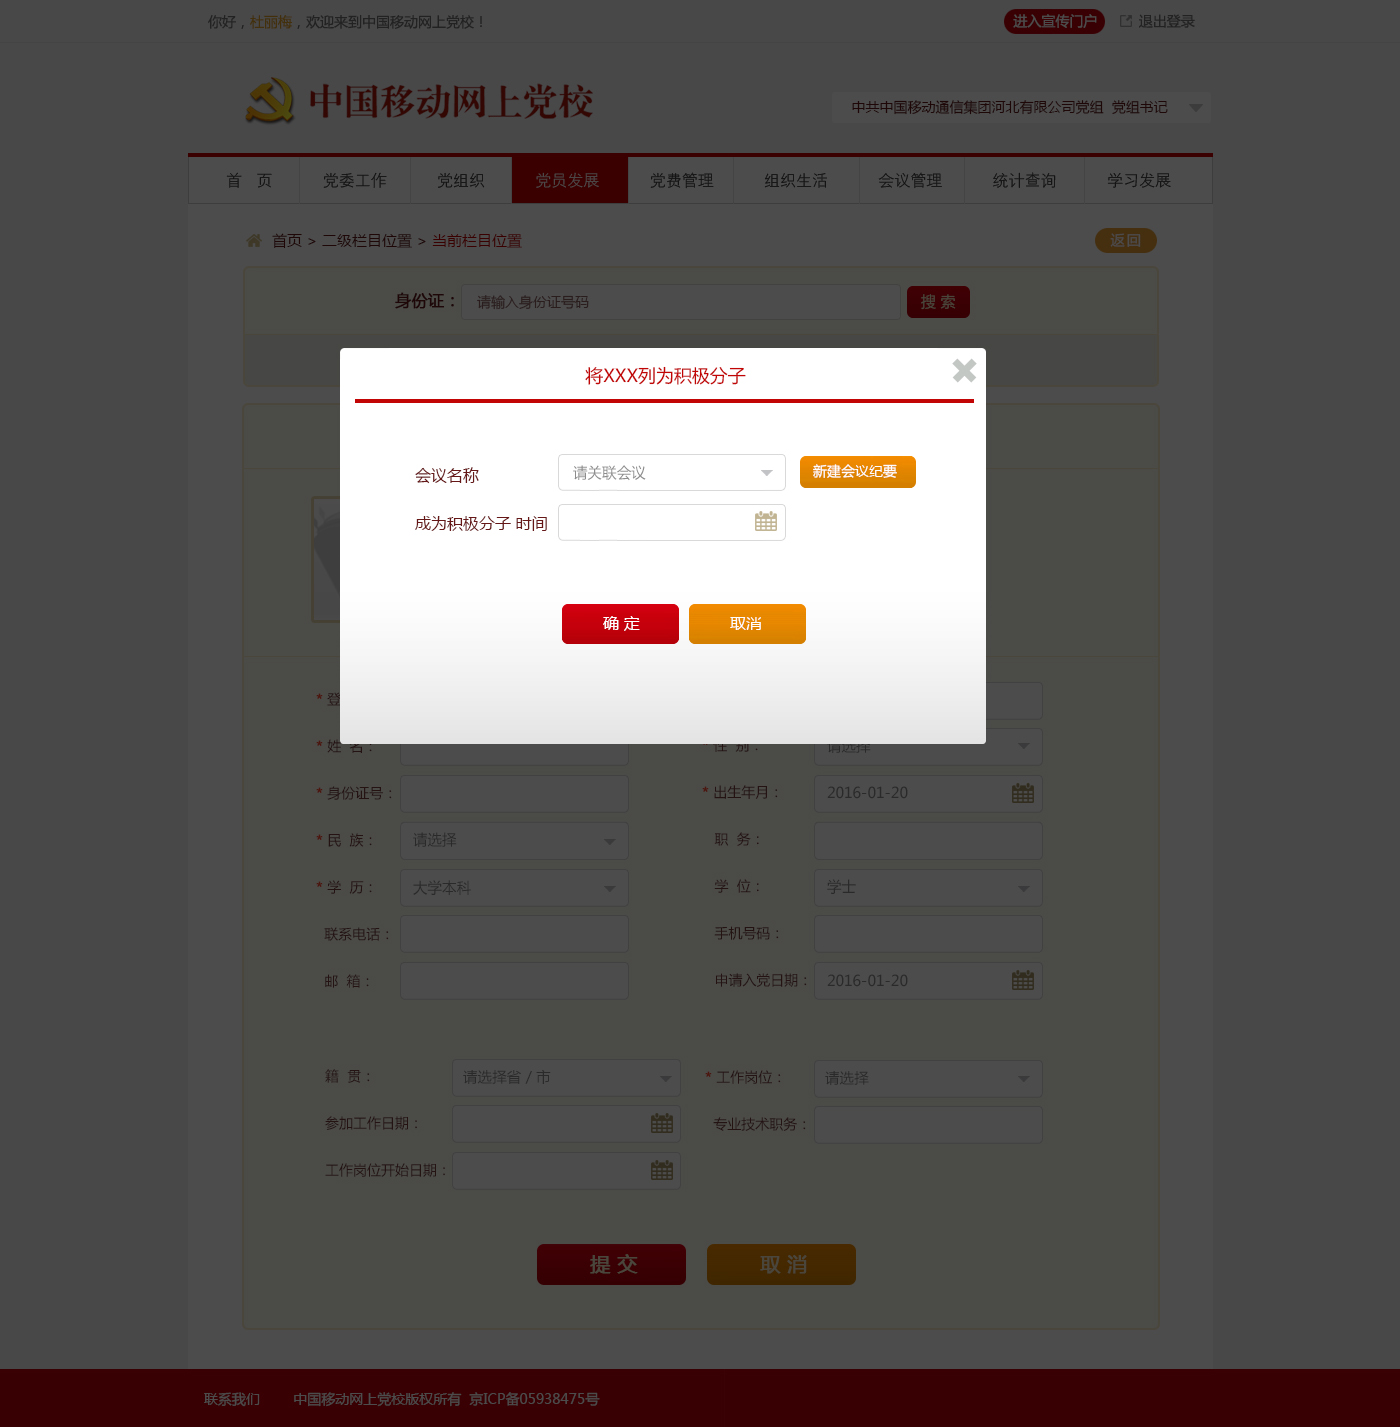 你好，杜丽梅，欢迎来到中国移动网上党校！
进入宣传门户 退出登录
中国移动网上党校
中共中国移动通信集团河北有限公司党组 党组书记
首 页 党委工作 党组织 党员发展 党费管理 组织生活 会议管理 统计查询 学习发展
首页 > 二级栏目位置 > 当前栏目位置
返回
身份证： 请输入身份证号码 搜 索
将XXX列为积极分子
会议名称 请关联会议 新建会议纪要
成为积极分子 时间
确 定 取消
* 登
* 姓 名： * 性 别： 请选择
* 身份证号： * 出生年月： 2016-01-20
* 民 族： 请选择 职 务：
* 学 历： 大学本科 学 位： 学士
联系电话： 手机号码：
邮 箱： 申请入党日期： 2016-01-20
籍 贯： 请选择省 / 市 * 工作岗位： 请选择
参加工作日期： 专业技术职务：
工作岗位开始日期：
提 交 取 消
联系我们 中国移动网上党校版权所有 京ICP备05938475号